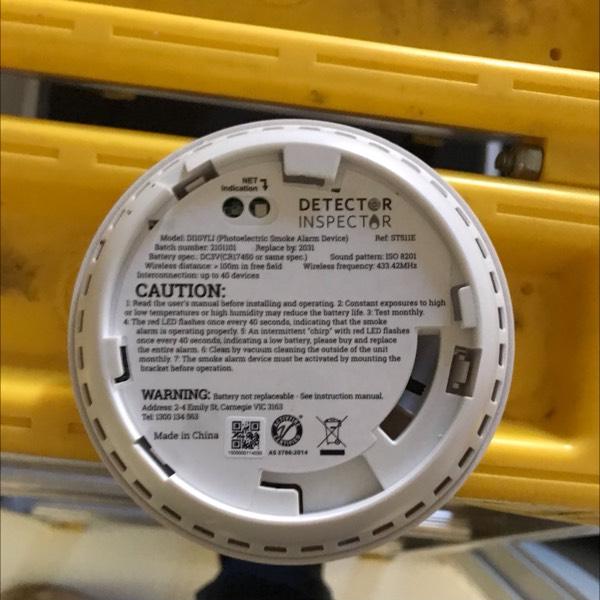 NET
Indication
DETECTOR
INSPECTOR
Model: DI10YLI (Photoelectric Smoke Alarm Device) Ref: ST511E
Batch number: 2101101 Replace by: 2031
Battery spec.: DC3V(CR17450 or same spec.) Sound pattern: ISO 8201
Wireless distance: > 100m in free field Wireless frequency: 433.42MHz
Interconnection: up to 40 devices
CAUTION:
1: Read the user's manual before installing and operating. 2: Constant exposures to high
or low temperatures or high humidity may reduce the battery life. 3: Test monthly.
4: The red LED flashes once every 40 seconds, indicating that the smoke
alarm is operating properly. 5: An intermittent "chirp" with red LED flashes
once every 40 seconds, indicating a low battery, please buy and replace
the entire alarm. 6: Clean by vacuum cleaning the outside of the unit
monthly. 7: The smoke alarm device must be activated by mounting the
bracket before operation.
WARNING: Battery not replaceable - See instruction manual.
Address: 2-4 Emily St, Carnegie VIC 3163
Tel: 1300 134 563
Made in China
AS 3786:2014